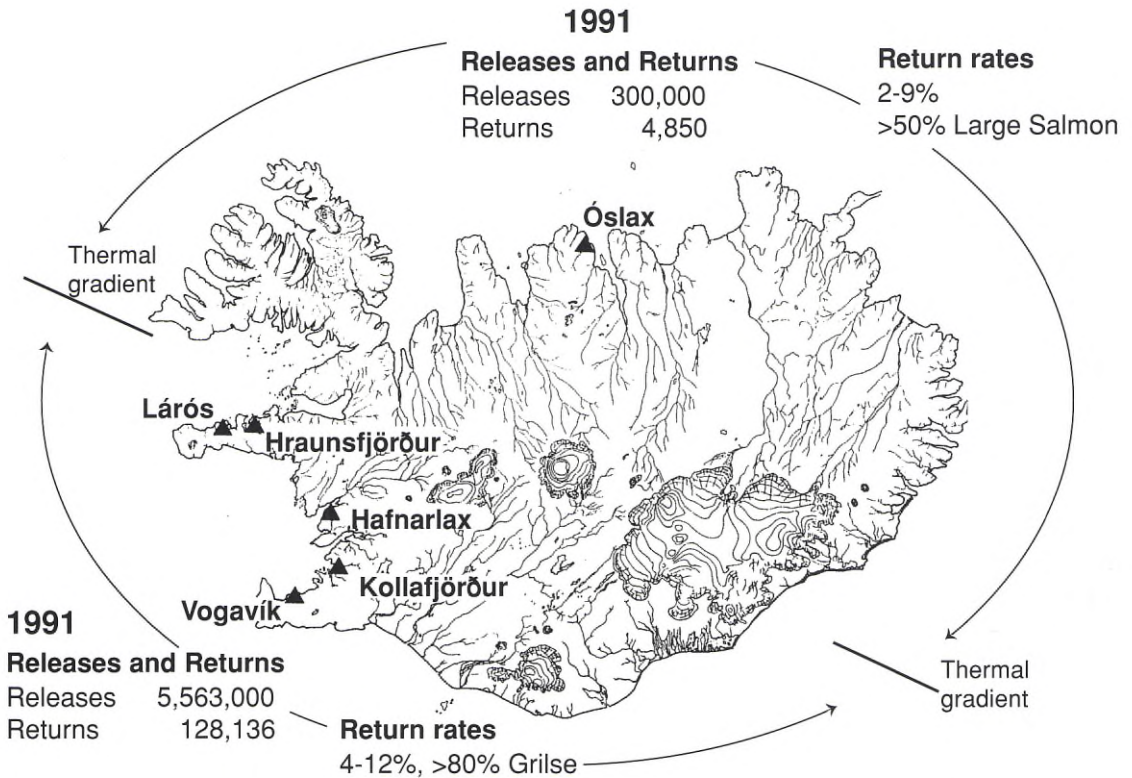 1991
Releases and Returns
Releases 300,000
Returns 4,850
Return rates
2-9%
>50% Large Salmon
Óslax
Thermal
gradient
Lárós
Hraunsfjörður
Hafnarlax
Kollafjörður
Vogavík
1991
Releases and Returns
Releases 5,563,000
Returns 128,136
Return rates
4-12%, >80% Grilse
Thermal
gradient